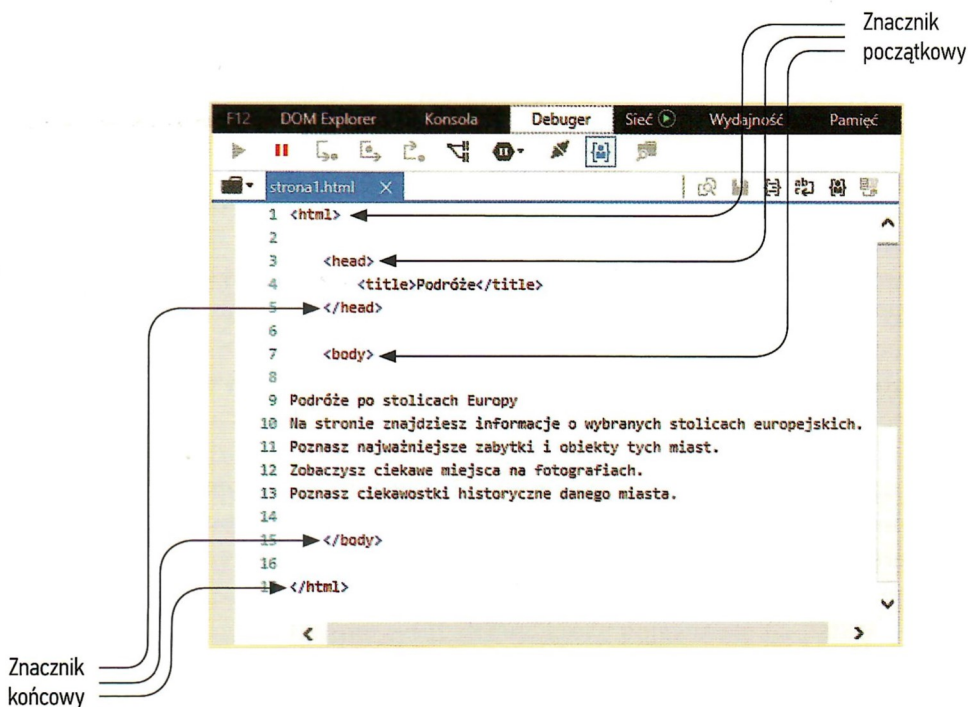 Znacznik
początkowy
F12 DOM Explorer Konsola Debuger Sieć Wydajność Pamięć
strona1.html
1 <html>
2
3 <head>
4 <title>Podróże</title>
5 </head>
6
7 <body>
8
9 Podróże po stolicach Europy
10 Na stronie znajdziesz informacje o wybranych stolicach europejskich.
11 Poznasz najważniejsze zabytki i obiekty tych miast.
12 Zobaczysz ciekawe miejsca na fotografiach.
13 Poznasz ciekawostki historyczne danego miasta.
14
15 </body>
16
17 </html>
Znacznik
końcowy